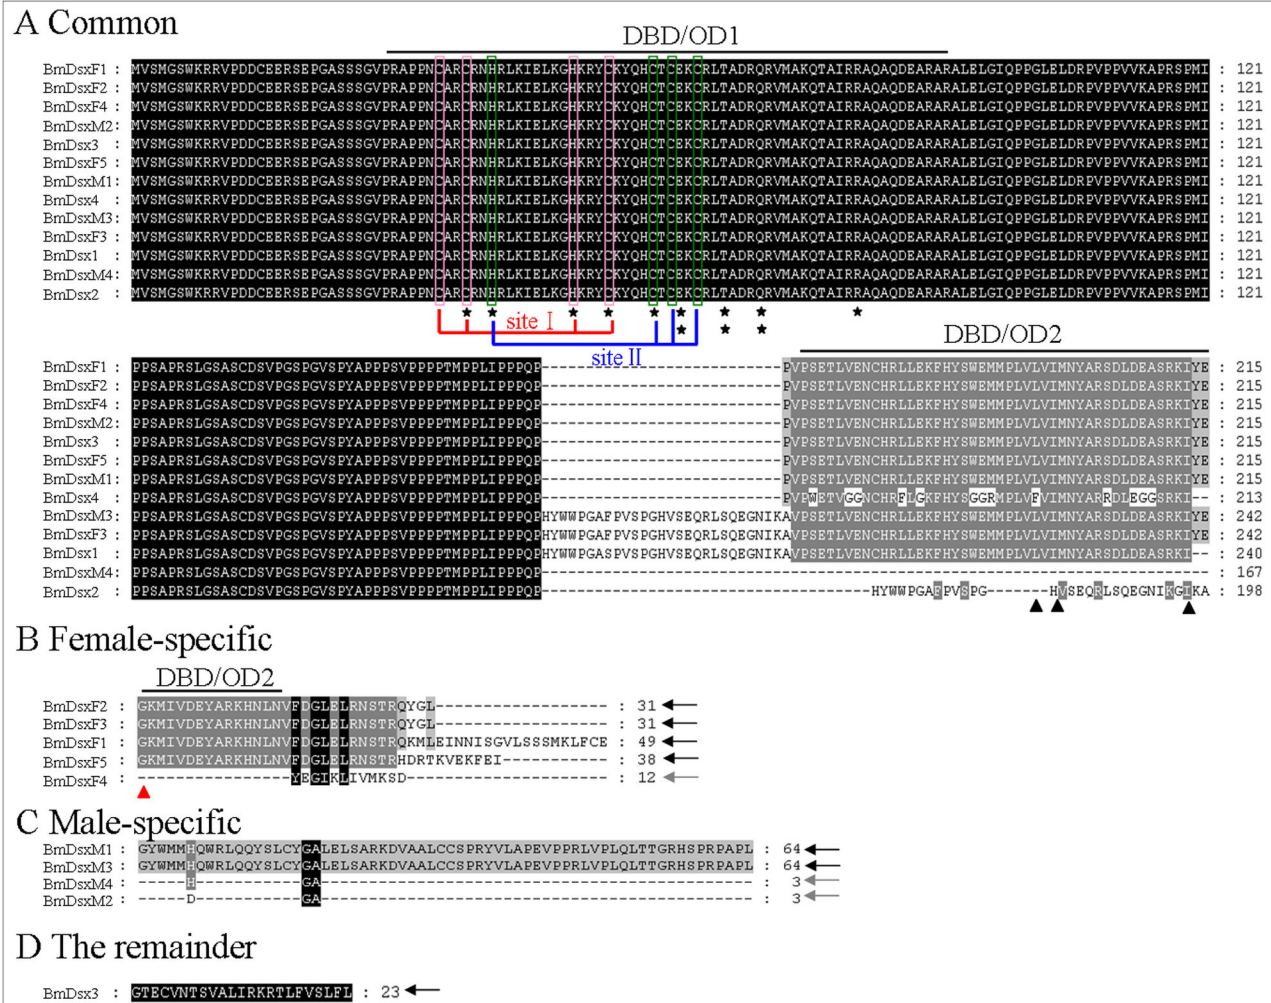 A Common
DBD/OD1
BmDsxF1 : MVSMGSWKRRVPDDCEERSEPGASSSGVPRAPPNCARCRNHRLKIELKGHKRYCKYQHCTCEKCRLTADRQRVMAKQTAIRRAQAQDEARARALELGIQPPGLELDRPVPPVVKAPRSPMI : 121
BmDsxF2 : MVSMGSWKRRVPDDCEERSEPGASSSGVPRAPPNCARCRNHRLKIELKGHKRYCKYQHCTCEKCRLTADRQRVMAKQTAIRRAQAQDEARARALELGIQPPGLELDRPVPPVVKAPRSPMI : 121
BmDsxF4 : MVSMGSWKRRVPDDCEERSEPGASSSGVPRAPPNCARCRNHRLKIELKGHKRYCKYQHCTCEKCRLTADRQRVMAKQTAIRRAQAQDEARARALELGIQPPGLELDRPVPPVVKAPRSPMI : 121
BmDsxM2: MVSMGSWKRRVPDDCEERSEPGASSSGVPRAPPNCARCRNHRLKIELKGHKRYCKYQHCTCEKCRLTADRQRVMAKQTAIRRAQAQDEARARALELGIQPPGLELDRPVPPVVKAPRSPMI : 121
BmDsx3 : MVSMGSWKRRVPDDCEERSEPGASSSGVPRAPPNCARCRNHRLKIELKGHKRYCKYQHCTCEKCRLTADRQRVMAKQTAIRRAQAQDEARARALELGIQPPGLELDRPVPPVVKAPRSPMI : 121
BmDsxF5 : MVSMGSWKRRVPDDCEERSEPGASSSGVPRAPPNCARCRNHRLKIELKGHKRYCKYQHCTCEKCRLTADRQRVMAKQTAIRRAQAQDEARARALELGIQPPGLELDRPVPPVVKAPRSPMI : 121
BmDsxM1: MVSMGSWKRRVPDDCEERSEPGASSSGVPRAPPNCARCRNHRLKIELKGHKRYCKYQHCTCEKCRLTADRQRVMAKQTAIRRAQAQDEARARALELGIQPPGLELDRPVPPVVKAPRSPMI : 121
BmDsx4 : MVSMGSWKRRVPDDCEERSEPGASSSGVPRAPPNCARCRNHRLKIELKGHKRYCKYQHCTCEKCRLTADRQRVMAKQTAIRRAQAQDEARARALELGIQPPGLELDRPVPPVVKAPRSPMI : 121
BmDsxM3 : MVSMGSWKRRVPDDCEERSEPGASSSGVPRAPPNCARCRNHRLKIELKGHKRYCKYQHCTCEKCRLTADRQRVMAKQTAIRRAQAQDEARARALELGIQPPGLELDRPVPPVVKAPRSPMI : 121
BmDsxF3 : MVSMGSWKRRVPDDCEERSEPGASSSGVPRAPPNCARCRNHRLKIELKGHKRYCKYQHCTCEKCRLTADRQRVMAKQTAIRRAQAQDEARARALELGIQPPGLELDRPVPPVVKAPRSPMI : 121
BmDsx1 : MVSMGSWKRRVPDDCEERSEPGASSSGVPRAPPNCARCRNHRLKIELKGHKRYCKYQHCTCEKCRLTADRQRVMAKQTAIRRAQAQDEARARALELGIQPPGLELDRPVPPVVKAPRSPMI : 121
BmDsxM4: MVSMGSWKRRVPDDCEERSEPGASSSGVPRAPPNCARCRNHRLKIELKGHKRYCKYQHCTCEKCRLTADRQRVMAKQTAIRRAQAQDEARARALELGIQPPGLELDRPVPPVVKAPRSPMI : 121
BmDsx2 : MVSMGSWKRRVPDDCEERSEPGASSSGVPRAPPNCARCRNHRLKIELKGHKRYCKYQHCTCEKCRLTADRQRVMAKQTAIRRAQAQDEARARALELGIQPPGLELDRPVPPVVKAPRSPMI : 121
site I
site II
DBD/OD2
BmDsxF1 : PPSAPRSLGSASCDSVPGSPGVSPYAPPPSVPPPPTMPPLIPPPQP---------------------------PVPSETLVENCHRLLEKFHYSWEMMPLVLVIMNYARSDLDEASRKIYE : 215
BmDsxF2 : PPSAPRSLGSASCDSVPGSPGVSPYAPPPSVPPPPTMPPLIPPPQP---------------------------PVPSETLVENCHRLLEKFHYSWEMMPLVLVIMNYARSDLDEASRKIYE : 215
BmDsxF4 : PPSAPRSLGSASCDSVPGSPGVSPYAPPPSVPPPPTMPPLIPPPQP---------------------------PVPSETLVENCHRLLEKFHYSWEMMPLVLVIMNYARSDLDEASRKIYE : 215
BmDsxM2: PPSAPRSLGSASCDSVPGSPGVSPYAPPPSVPPPPTMPPLIPPPQP---------------------------PVPSETLVENCHRLLEKFHYSWEMMPLVLVIMNYARSDLDEASRKIYE : 215
BmDsx3 : PPSAPRSLGSASCDSVPGSPGVSPYAPPPSVPPPPTMPPLIPPPQP---------------------------PVPSETLVENCHRLLEKFHYSWEMMPLVLVIMNYARSDLDEASRKIYE : 215
BmDsxF5 : PPSAPRSLGSASCDSVPGSPGVSPYAPPPSVPPPPTMPPLIPPPQP---------------------------PVPSETLVENCHRLLEKFHYSWEMMPLVLVIMNYARSDLDEASRKIYE : 215
BmDsxM1: PPSAPRSLGSASCDSVPGSPGVSPYAPPPSVPPPPTMPPLIPPPQP---------------------------PVPSETLVENCHRLLEKFHYSWEMMPLVLVIMNYARSDLDEASRKIYE : 215
BmDsx4 : PPSAPRSLGSASCDSVPGSPGVSPYAPPPSVPPPPTMPPLIPPPQP---------------------------PVEWETVGGNCHRFLGKFHYSGGRMPLVFVIMNYARRDLEGGSRKI-- : 213
BmDsxM3 : PPSAPRSLGSASCDSVPGSPGVSPYAPPPSVPPPPTMPPLIPPPQPHYWWPGAFPVSPGHVSEQRLSQEGNIKAVPSETLVENCHRLLEKFHYSWEMMPLVLVIMNYARSDLDEASRKIYE : 242
BmDsxF3 : PPSAPRSLGSASCDSVPGSPGVSPYAPPPSVPPPPTMPPLIPPPQPHYWWPGAFPVSPGHVSEQRLSQEGNIKAVPSETLVENCHRLLEKFHYSWEMMPLVLVIMNYARSDLDEASRKIYE : 242
BmDsx1 : PPSAPRSLGSASCDSVPGSPGVSPYAPPPSVPPPPTMPPLIPPPQPHYWWPGASPVSPGHVSEQRLSQEGNIKAVPSETLVENCHRLLEKFHYSWEMMPLVLVIMNYARSDLDEASRKI-- : 240
BmDsxM4: PPSAPRSLGSASCDSVPGSPGVSPYAPPPSVPPPPTMPPLIPPPQP--------------------------------------------------------------------------- : 167
BmDsx2 : PPSAPRSLGSASCDSVPGSPGVSPYAPPPSVPPPPTMPPLIPPPQP-------------------------------------HYWWPGAFPVSPG-------HVSEQRLSQEGNIKGIKA : 198
B Female-specific
DBD/OD2
BmDsxF2 : GKMIVDEYARKHNLNVFDGLELRNSTRQYGL------------------- : 31
BmDsxF3 : GKMIVDEYARKHNLNVFDGLELRNSTRQYGL------------------- : 31
BmDsxF1 : GKMIVDEYARKHNLNVFDGLELRNSTRQKMLEINNISGVLSSSMKLFCE : 49
BmDsxF5 : GKMIVDEYARKHNLNVFDGLELRNSTRHDRTKVEKFEI------------ : 38
BmDsxF4 : -----------------YEGIKLIVMKSD---------------------- : 12
C Male-specific
BmDsxM1 : GYWMMHQWRLQQYSLCYGALELSARKDVAALCCSPRYVLAPEVPPRLVPLQLTTGRHSPRPAPL : 64
BmDsxM3 : GYWMMHQWRLQQYSLCYGALELSARKDVAALCCSPRYVLAPEVPPRLVPLQLTTGRHSPRPAPL : 64
BmDsxM4 : -----H-----------GA--------------------------------------------- : 3
BmDsxM2 : -----D-----------GA--------------------------------------------- : 3
D The remainder
BmDsx3 : GTECVNTSVALIRKRTLFVSLFL : 23